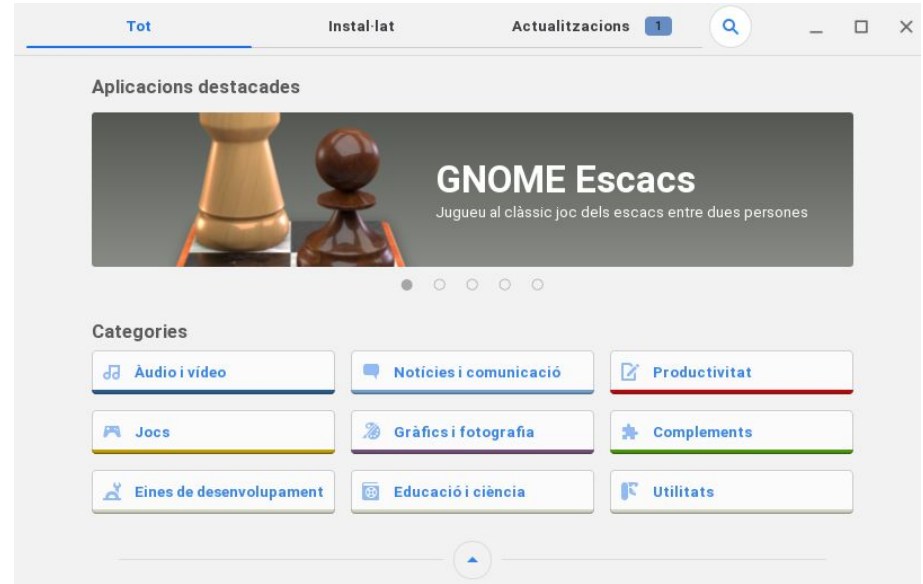 Tot
Instal·lat
Actualitzacions 1
Aplicacions destacades
GNOME Escacs
Jugueu al clàssic joc dels escacs entre dues persones
Categories
Àudio i vídeo
Notícies i comunicació
Productivitat
Jocs
Gràfics i fotografia
Complements
Eines de desenvolupament
Educació i ciència
Utilitats